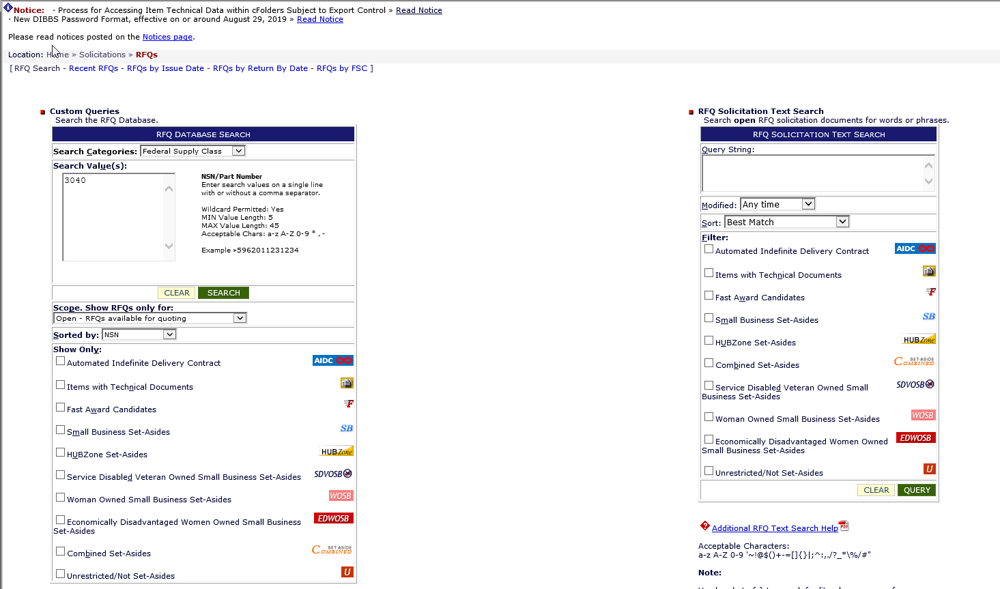 Notice: · Process for Accessing Item Technical Data within cFolders Subject to Export Control » Read Notice
· New DIBBS Password Format, effective on or around August 29, 2019 » Read Notice
Please read notices posted on the Notices page.
Location: Home » Solicitations » RFQs
[ RFQ Search - Recent RFQs - RFQs by Issue Date - RFQs by Return By Date - RFQs by FSC ]
Custom Queries
Search the RFQ Database.
RFQ DATABASE SEARCH
Search Categories: Federal Supply Class
Search Value(s):
3040
NSN/Part Number
Enter search values on a single line
with or without a comma separator.
Wildcard Permitted: Yes
MIN Value Length: 5
MAX Value Length: 45
Acceptable Chars: a-z A-Z 0-9 * , -
Example »5962011231234
CLEAR SEARCH
Scope. Show RFQs only for:
Open - RFQs available for quoting
Sorted by: NSN
Show Only:
Automated Indefinite Delivery Contract AIDC
Items with Technical Documents
Fast Award Candidates F
Small Business Set-Asides SB
HUBZone Set-Asides HUBZone
Service Disabled Veteran Owned Small Business Set-Asides SDVOSB
Woman Owned Small Business Set-Asides WOSB
Economically Disadvantaged Women Owned Small Business EDWOSB
Set-Asides
Combined Set-Asides SET-ASIDE COMBINED
Unrestricted/Not Set-Asides U
RFQ Solicitation Text Search
Search open RFQ solicitation documents for words or phrases.
RFQ SOLICITATION TEXT SEARCH
Query String:
Modified: Any time
Sort: Best Match
Filter:
Automated Indefinite Delivery Contract AIDC
Items with Technical Documents
Fast Award Candidates F
Small Business Set-Asides SB
HUBZone Set-Asides HUBZone
Combined Set-Asides SET-ASIDE COMBINED
Service Disabled Veteran Owned Small SDVOSB
Business Set-Asides
Woman Owned Small Business Set-Asides WOSB
Economically Disadvantaged Women Owned EDWOSB
Small Business Set-Asides
Unrestricted/Not Set-Asides U
CLEAR QUERY
Additional RFQ Text Search Help PDF
Acceptable Characters:
a-z A-Z 0-9 '~!@$()+-=[]{}|;^:,./?_*\%/#"
Note: